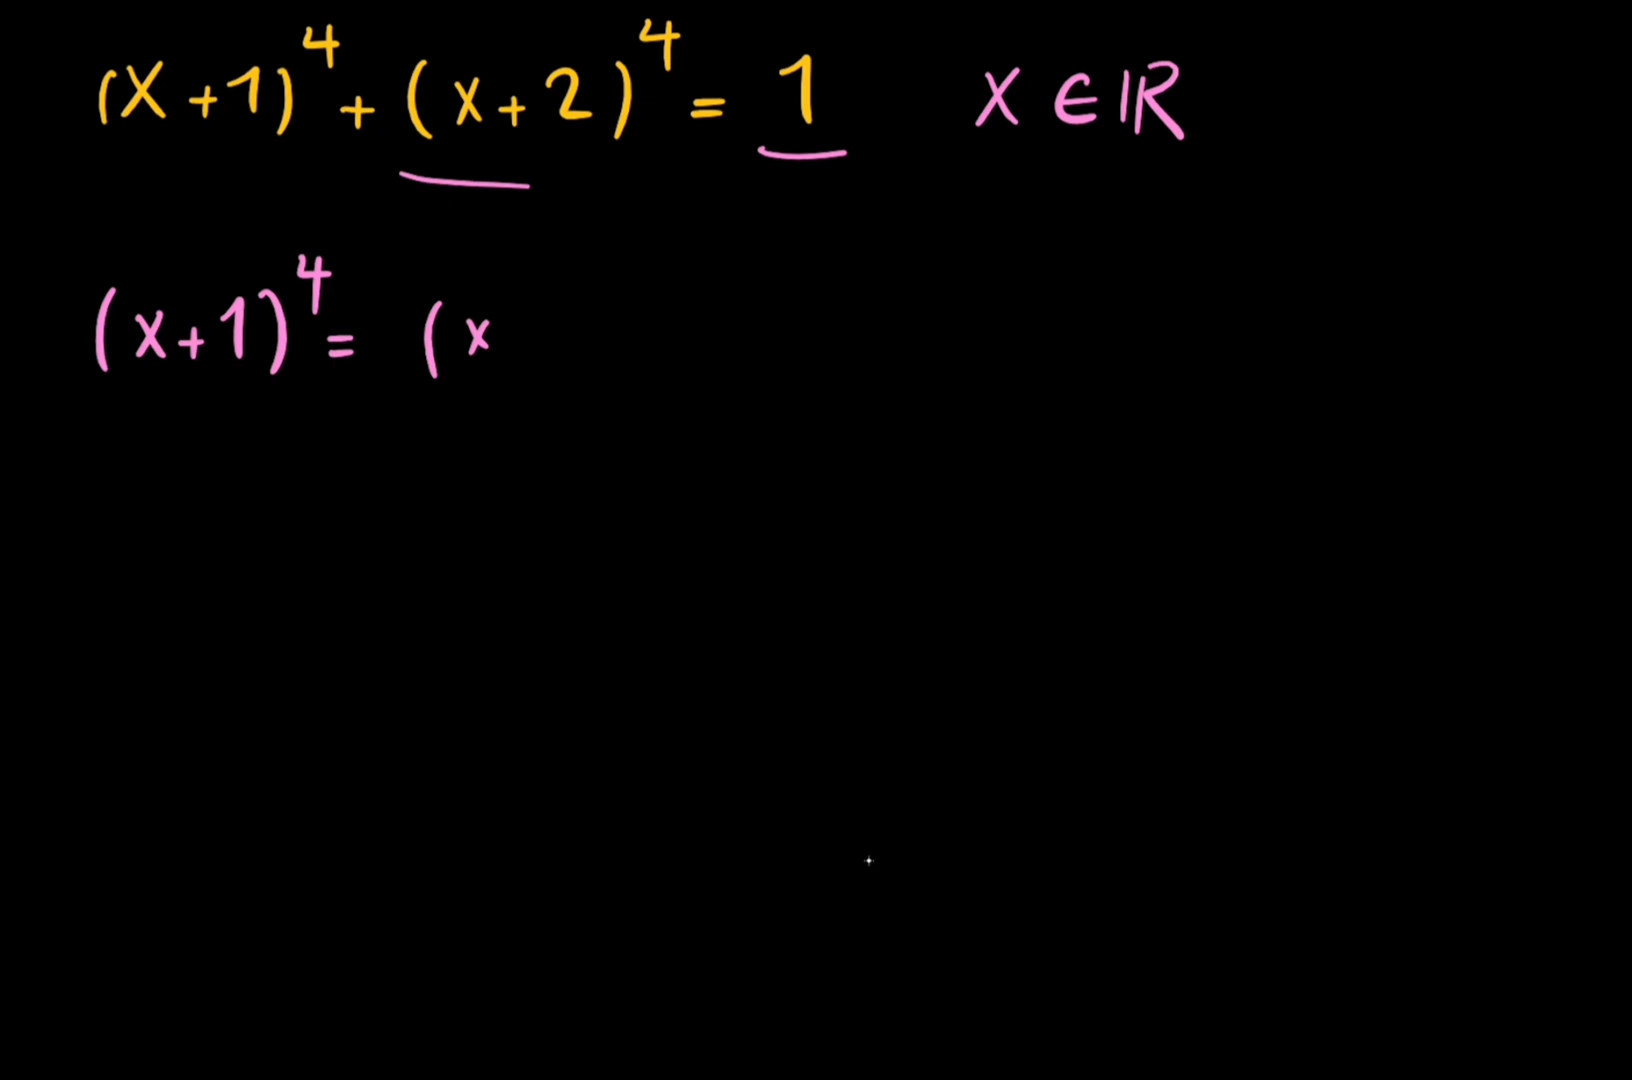 (x+1)⁴ + (x+2)⁴ = 1 x ∈ ℝ
(x+1)⁴ = (x